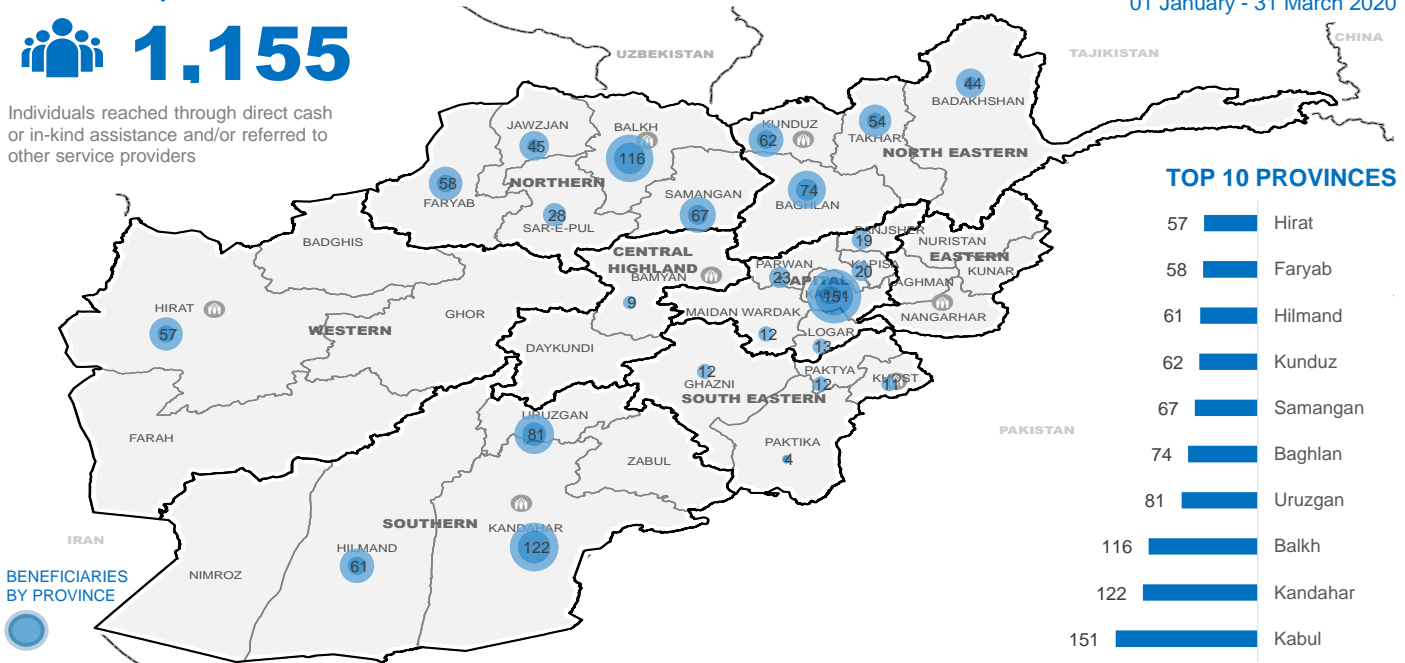 01 January - 31 March 2020
1,155
Individuals reached through direct cash
or in-kind assistance and/or referred to
other service providers
UZBEKISTAN
TAJIKISTAN
CHINA
44
BADAKHSHAN
JAWZJAN
45
BALKH
116
KUNDUZ
62
54
TAKHAR
NORTH EASTERN
58
FARYAB
NORTHERN
SAMANGAN
67
74
BAGHLAN
28
SAR-E-POL
BADGHIS
CENTRAL
HIGHLAND
BAMYAN
9
PANJSHER
19
NURISTAN
EASTERN
KUNAR
PARWAN
23
KAPISA
20
CAPITAL
151
NANGARHAR
HIRAT
57
WESTERN
GHOR
MAIDAN WARDAK
12
LOGAR
13
DAYKUNDI
12
GHAZNI
PAKTYA
12
KHOST
11
SOUTH EASTERN
URUZGAN
81
FARAH
PAKTIKA
4
ZABUL
PAKISTAN
SOUTHERN
KANDAHAR
122
IRAN
HILMAND
61
NIMROZ
BENEFICIARIES
BY PROVINCE
TOP 10 PROVINCES
57 Hirat
58 Faryab
61 Hilmand
62 Kunduz
67 Samangan
74 Baghlan
81 Uruzgan
116 Balkh
122 Kandahar
151 Kabul